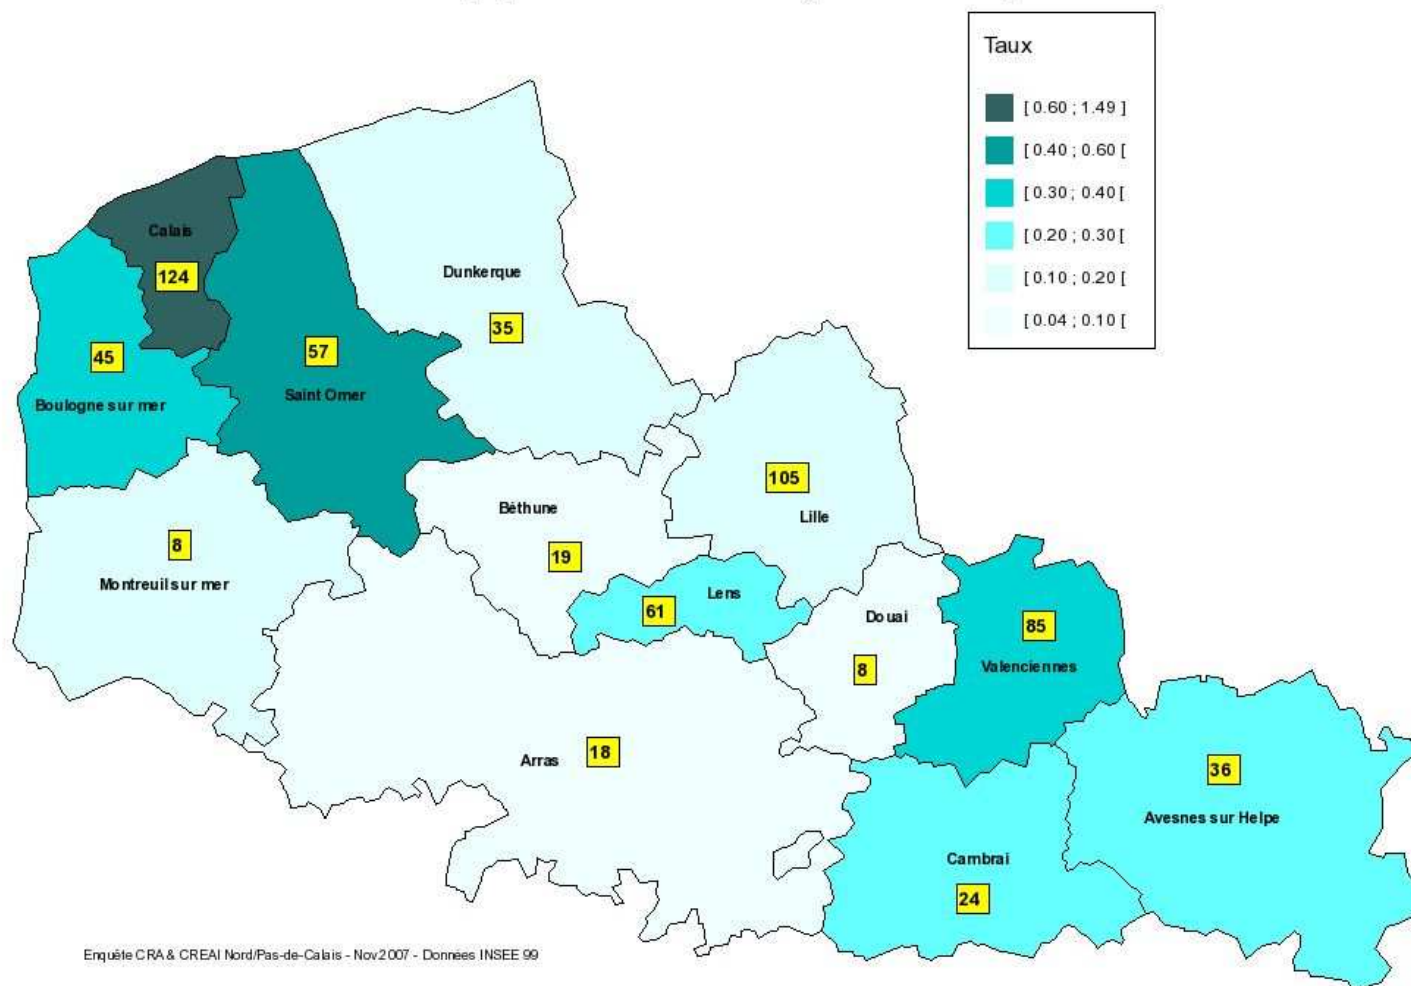 Taux
[ 0.60 ; 1.49 ]
[ 0.40 ; 0.60 [
[ 0.30 ; 0.40 [
[ 0.20 ; 0.30 [
[ 0.10 ; 0.20 [
[ 0.04 ; 0.10 [
Calais
124
Dunkerque
35
45
57
Boulogne sur mer
Saint Omer
105
Béthune
Lille
8
19
Montreuil sur mer
Lens
61
Douai
85
8
Valenciennes
Arras
18
36
Avesnes sur Helpe
Cambrai
24
Enquête CRA & CREAI Nord/Pas-de-Calais - Nov2007 - Données INSEE 99